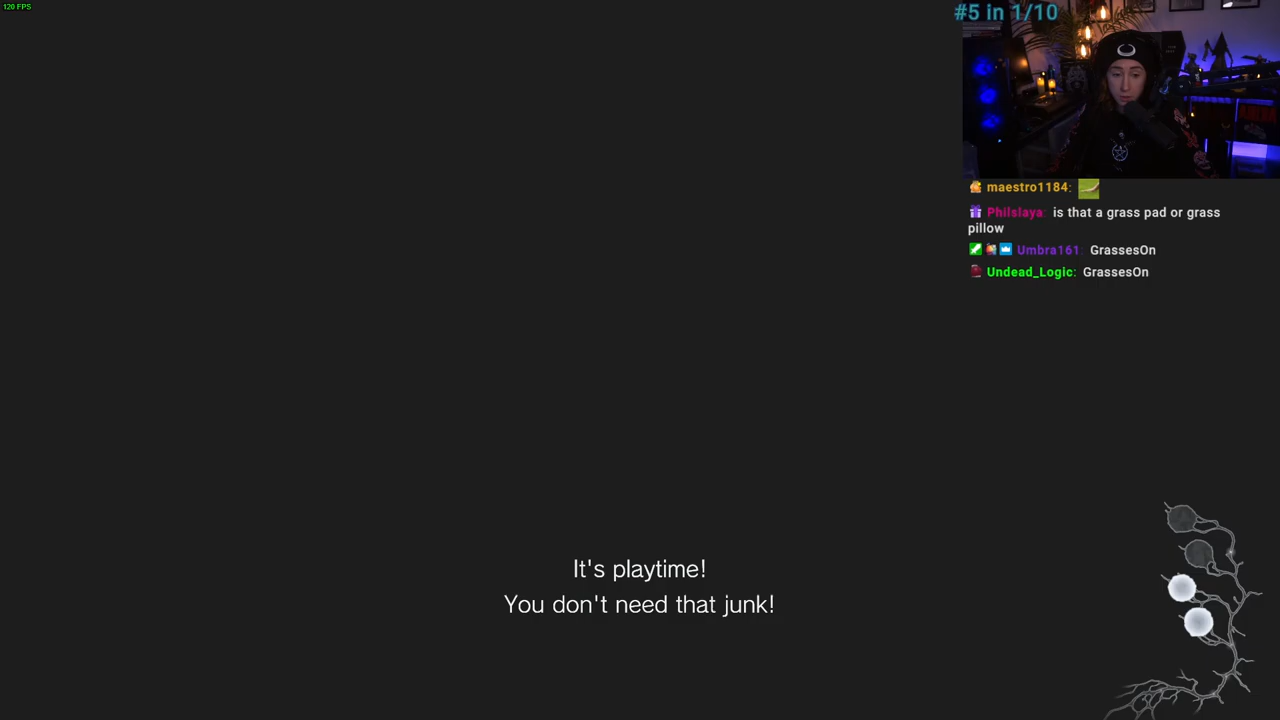 120 FPS
#5 in 1/10
maestro1184:
Philslaya: is that a grass pad or grass
pillow
Umbra161: GrassesOn
Undead_Logic: GrassesOn
It's playtime!
You don't need that junk!